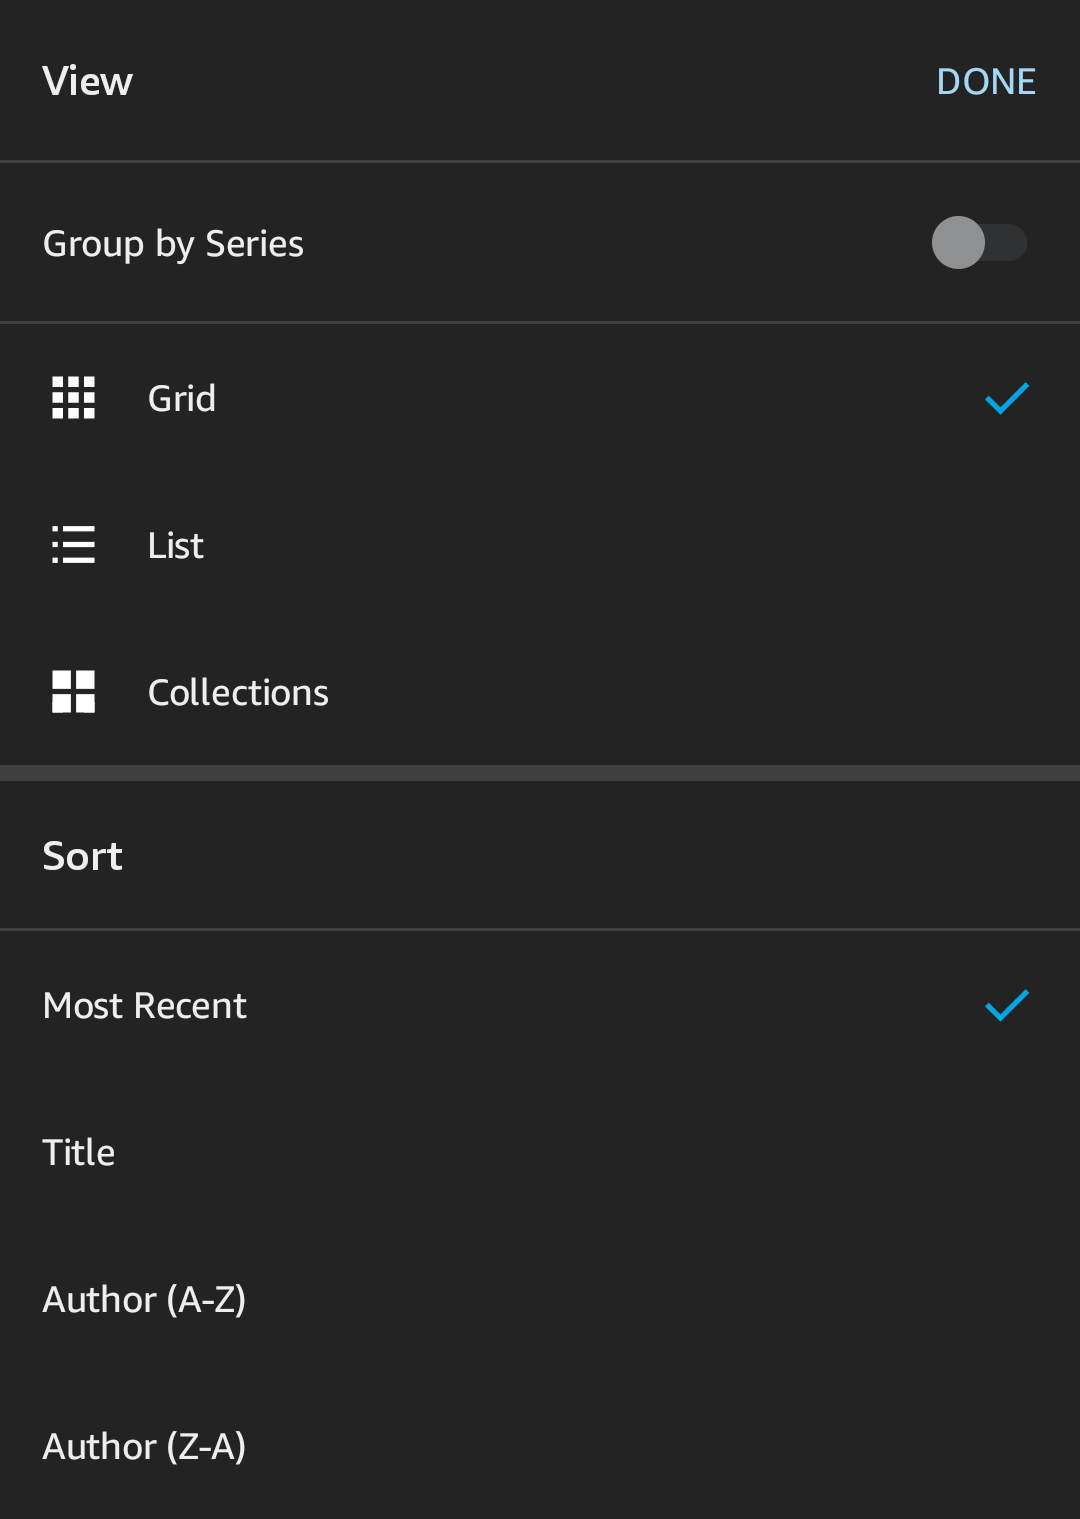 View
DONE
Group by Series
Grid
List
Collections
Sort
Most Recent
Title
Author (A-Z)
Author (Z-A)